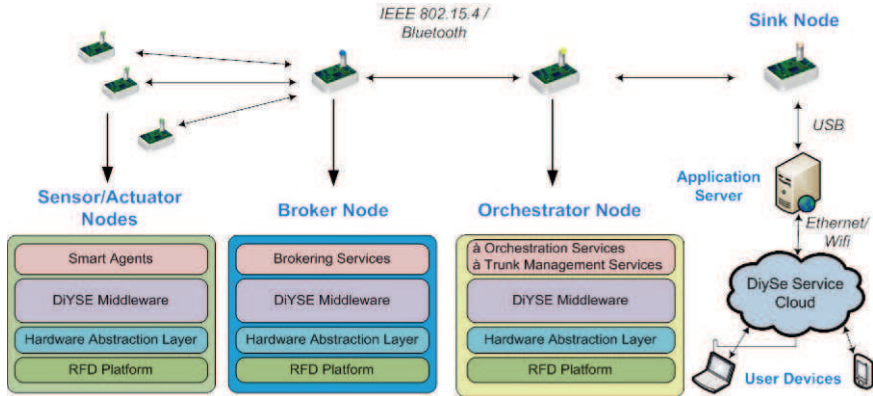 IEEE 802.15.4 /
Bluetooth
Sink Node
USB
Application
Server
Ethernet/
Wifi
DiySe Service
Cloud
User Devices
Sensor/Actuator
Nodes
Smart Agents
DiYSE Middleware
Hardware Abstraction Layer
RFD Platform
Broker Node
Brokering Services
DiYSE Middleware
Hardware Abstraction Layer
RFD Platform
Orchestrator Node
à Orchestration Services
à Trunk Management Services
DiYSE Middleware
Hardware Abstraction Layer
RFD Platform